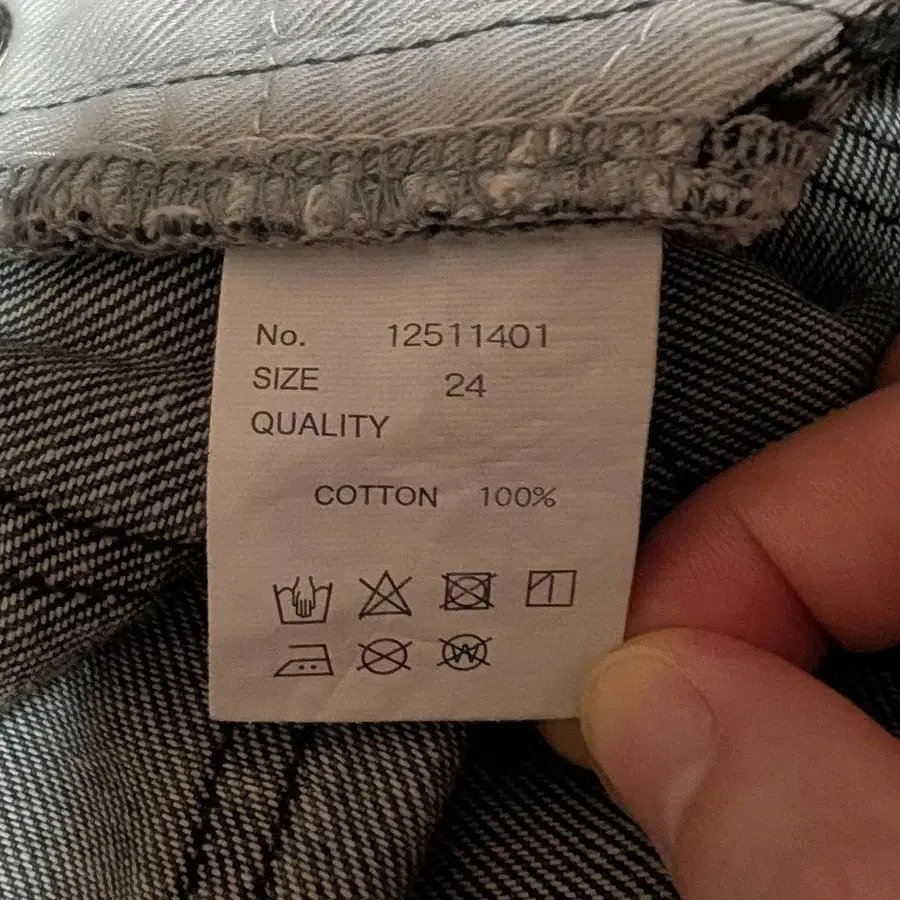 No. 12511401
SIZE 24
QUALITY
COTTON 100%
W